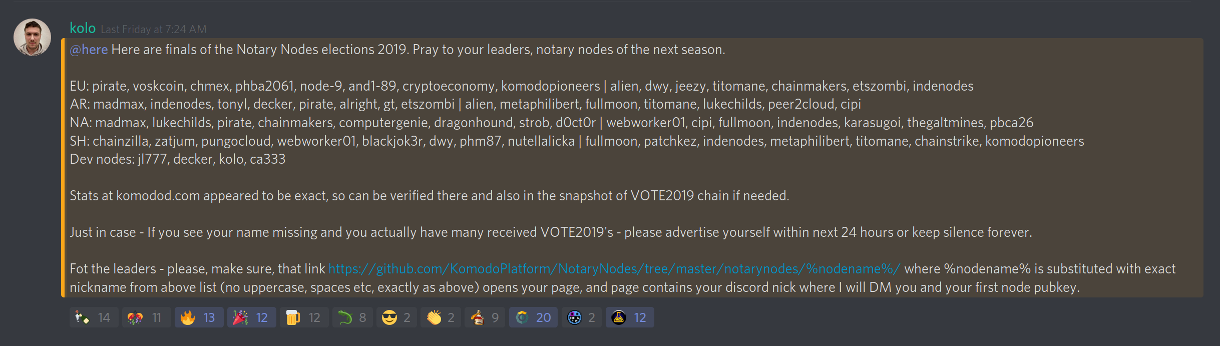 kolo Last Friday at 7:24 AM
@here Here are finals of the Notary Nodes elections 2019. Pray to your leaders, notary nodes of the next season.
EU: pirate, voskcoin, chmex, phba2061, node-9, and1-89, cryptoeconomy, komodopioneers | alien, dwy, jeezy, titomane, chainmakers, etszombi, indenodes
AR: madmax, indenodes, tonyl, decker, pirate, alright, gt, etszombi | alien, metaphilibert, fullmoon, titomane, lukechilds, peer2cloud, cipi
NA: madmax, lukechilds, pirate, chainmakers, computergenie, dragonhound, strob, d0ct0r | webworker01, cipi, fullmoon, indenodes, karasugoi, thegaltmines, pbca26
SH: chainzilla, zatjum, pungocloud, webworker01, blackjok3r, dwy, phm87, nutellalicka | fullmoon, patchkez, indenodes, metaphilibert, titomane, chainstrike, komodopioneers
Dev nodes: jl777, decker, kolo, ca333
Stats at komodod.com appeared to be exact, so can be verified there and also in the snapshot of VOTE2019 chain if needed.
Just in case - If you see your name missing and you actually have many received VOTE2019's - please advertise yourself within next 24 hours or keep silence forever.
Fot the leaders - please, make sure, that link https://github.com/KomodoPlatform/NotaryNodes/tree/master/notarynodes/%nodename%/ where %nodename% is substituted with exact
nickname from above list (no uppercase, spaces etc, exactly as above) opens your page, and page contains your discord nick where I will DM you and your first node pubkey.
14 11 13 12 12 8 2 2 9 20 2 12